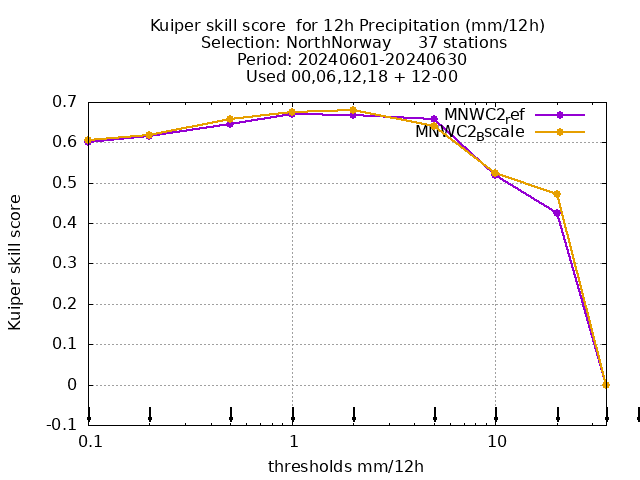 Kuiper skill score  for 12h Precipitation (mm/12h)
Selection: NorthNorway     37 stations
Period: 20240601-20240630
Used 00,06,12,18 + 12-00
MNWC2ref
MNWC2Bscale
0.7
0.6
0.5
0.4
0.3
0.2
0.1
0
-0.1
Kuiper skill score
0.1 1 10
thresholds mm/12h